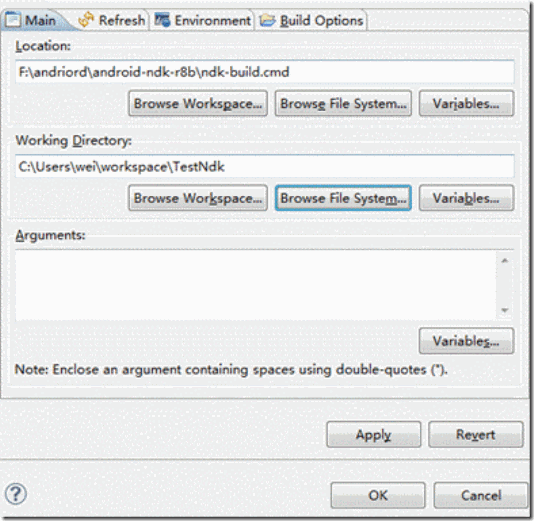 Main Refresh Environment Build Options
Location:
F:\andriord\android-ndk-r8b\ndk-build.cmd
Browse Workspace... Browse File System... Variables...
Working Directory:
C:\Users\wei\workspace\TestNdk
Browse Workspace... Browse File System... Variables...
Arguments:
Variables...
Note: Enclose an argument containing spaces using double-quotes (").
Apply Revert
? OK Cancel